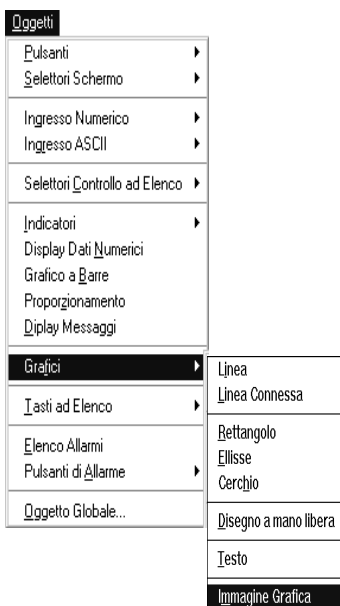 Oggetti
Pulsanti
Selettori Schermo
Ingresso Numerico
Ingresso ASCII
Selettori Controllo ad Elenco
Indicatori
Display Dati Numerici
Grafico a Barre
Proporzionamento
Diplay Messaggi
Grafici
Tasti ad Elenco
Elenco Allarmi
Pulsanti di Allarme
Oggetto Globale...
Linea
Linea Connessa
Rettangolo
Ellisse
Cerchio
Disegno a mano libera
Testo
Immagine Grafica